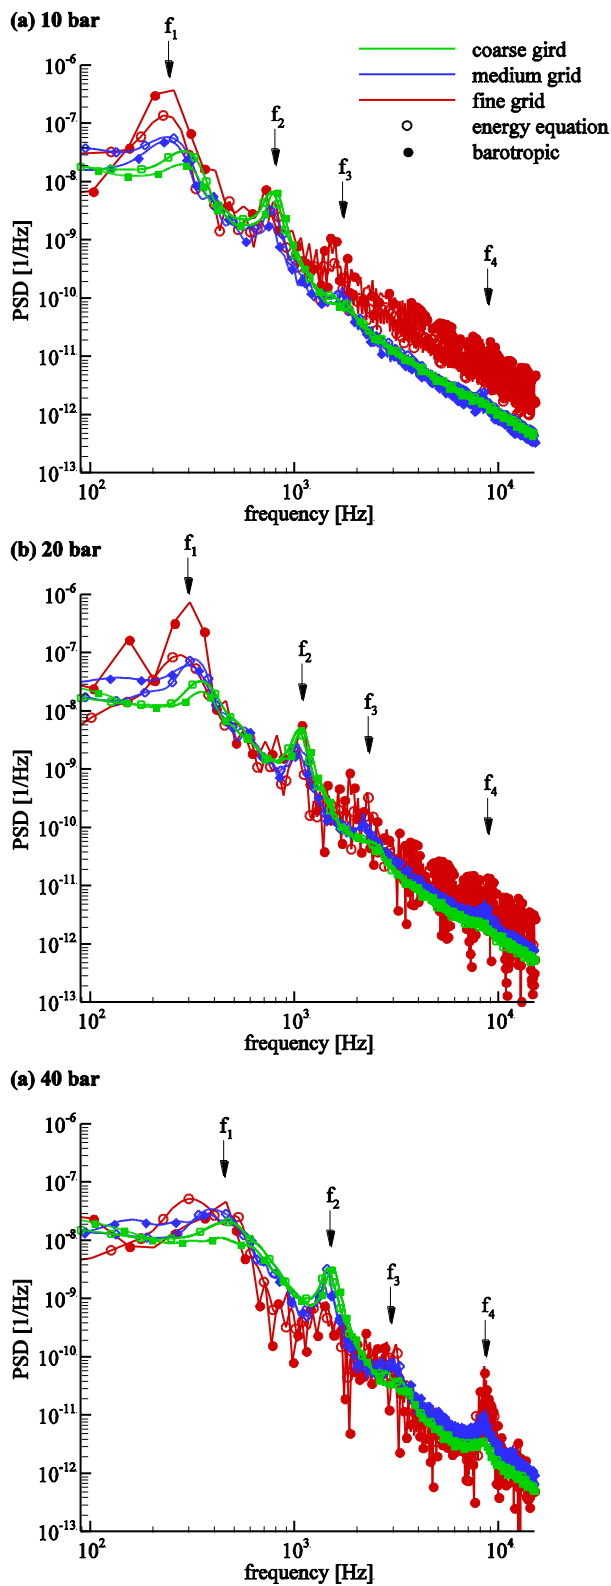 (a) 10 bar
f₁
coarse gird
medium grid
fine grid
energy equation
barotropic
f₂
f₃
f₄
PSD [1/Hz]
10⁻⁶
10⁻⁷
10⁻⁸
10⁻⁹
10⁻¹⁰
10⁻¹¹
10⁻¹²
10⁻¹³
10² 10³ 10⁴
frequency [Hz]
(b) 20 bar
f₁
f₂
f₃
f₄
PSD [1/Hz]
10⁻⁶
10⁻⁷
10⁻⁸
10⁻⁹
10⁻¹⁰
10⁻¹¹
10⁻¹²
10⁻¹³
10² 10³ 10⁴
frequency [Hz]
(a) 40 bar
f₁
f₂
f₃
f₄
PSD [1/Hz]
10⁻⁶
10⁻⁷
10⁻⁸
10⁻⁹
10⁻¹⁰
10⁻¹¹
10⁻¹²
10⁻¹³
10² 10³ 10⁴
frequency [Hz]